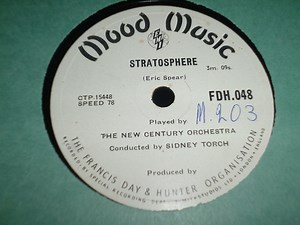 Mood Music
STRATOSPHERE
(Eric Spear)
3m. 09s.
CTP-15448
SPEED 78
FDH.048
M.203
Played by
THE NEW CENTURY ORCHESTRA
Conducted by SIDNEY TORCH
Produced by
THE FRANCIS DAY & HUNTER ORGANISATION